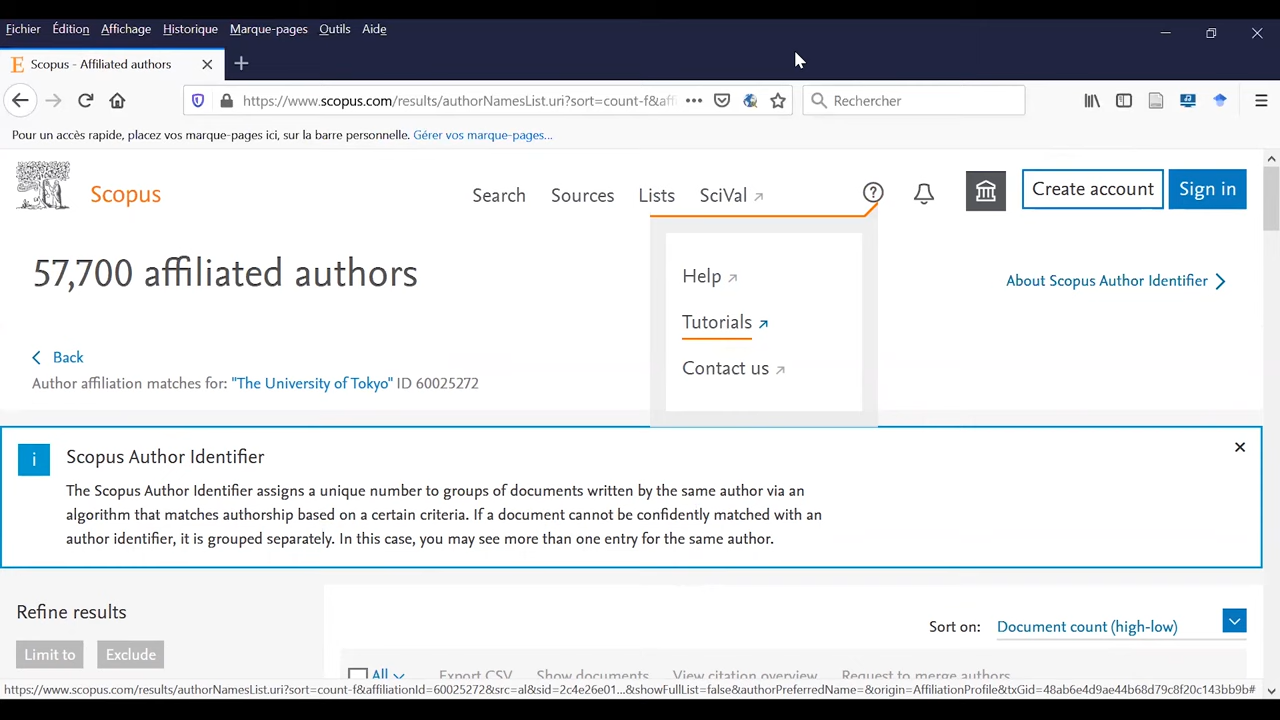 Fichier Édition Affichage Historique Marque-pages Outils Aide
Scopus - Affiliated authors
https://www.scopus.com/results/authorNamesList.uri?sort=count-f&aff
Rechercher
Pour un accès rapide, placez vos marque-pages ici, sur la barre personnelle. Gérer vos marque-pages...
Scopus
Search Sources Lists SciVal
Create account Sign in
57,700 affiliated authors
Help
About Scopus Author Identifier
Tutorials
Back
Contact us
Author affiliation matches for: "The University of Tokyo" ID 60025272
i Scopus Author Identifier
The Scopus Author Identifier assigns a unique number to groups of documents written by the same author via an
algorithm that matches authorship based on a certain criteria. If a document cannot be confidently matched with an
author identifier, it is grouped separately. In this case, you may see more than one entry for the same author.
Refine results
Sort on: Document count (high-low)
Limit to Exclude
All Export CSV Show documents View citation overview Request to merge authors
https://www.scopus.com/results/authorNamesList.uri?sort=count-f&affiliationId=60025272&src=al&sid=2c4e26e01...&showFullList=false&authorPreferredName=&origin=AffiliationProfile&txGid=48ab6e4d9ae44b68d79c8f20c143bb9b#